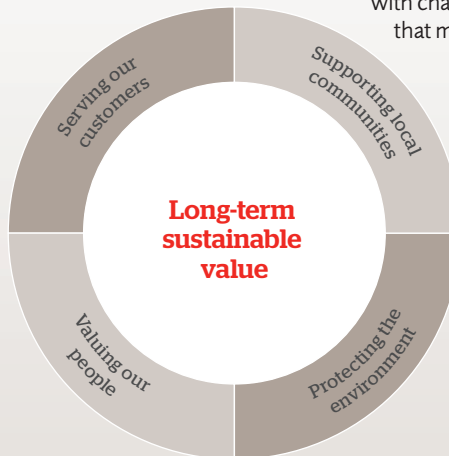 with cha
that m
Serving our
customers
Supporting local
communities
Long-term
sustainable
value
Valuing our
people
Protecting the
environment